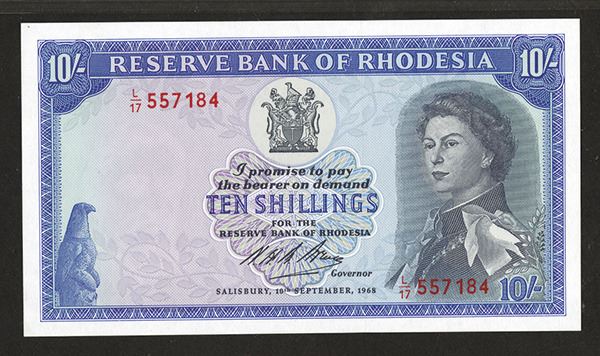 10/- RESERVE BANK OF RHODESIA 10/-
L/17 557184
I promise to pay
the bearer on demand
TEN SHILLINGS
FOR THE
RESERVE BANK OF RHODESIA
Governor
SALISBURY, 10TH SEPTEMBER, 1968
L/17 557184
10/-